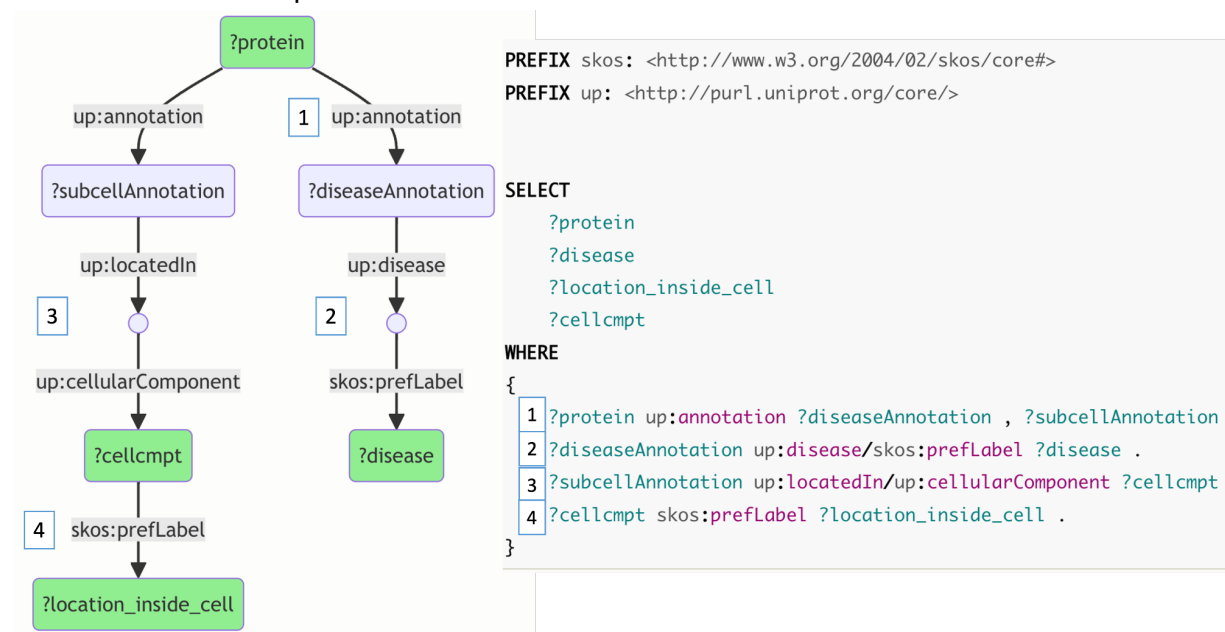 ?protein
up:annotation
1
up:annotation
?subcellAnnotation
?diseaseAnnotation
up:locatedIn
up:disease
3
2
up:cellularComponent
skos:prefLabel
?cellcmpt
?disease
4
skos:prefLabel
?location_inside_cell
PREFIX skos: <http://www.w3.org/2004/02/skos/core#>
PREFIX up: <http://purl.uniprot.org/core/>
SELECT
?protein
?disease
?location_inside_cell
?cellcmpt
WHERE
{
1 ?protein up:annotation ?diseaseAnnotation , ?subcellAnnotation
2 ?diseaseAnnotation up:disease/skos:prefLabel ?disease .
3 ?subcellAnnotation up:locatedIn/up:cellularComponent ?cellcmpt
4 ?cellcmpt skos:prefLabel ?location_inside_cell .
}